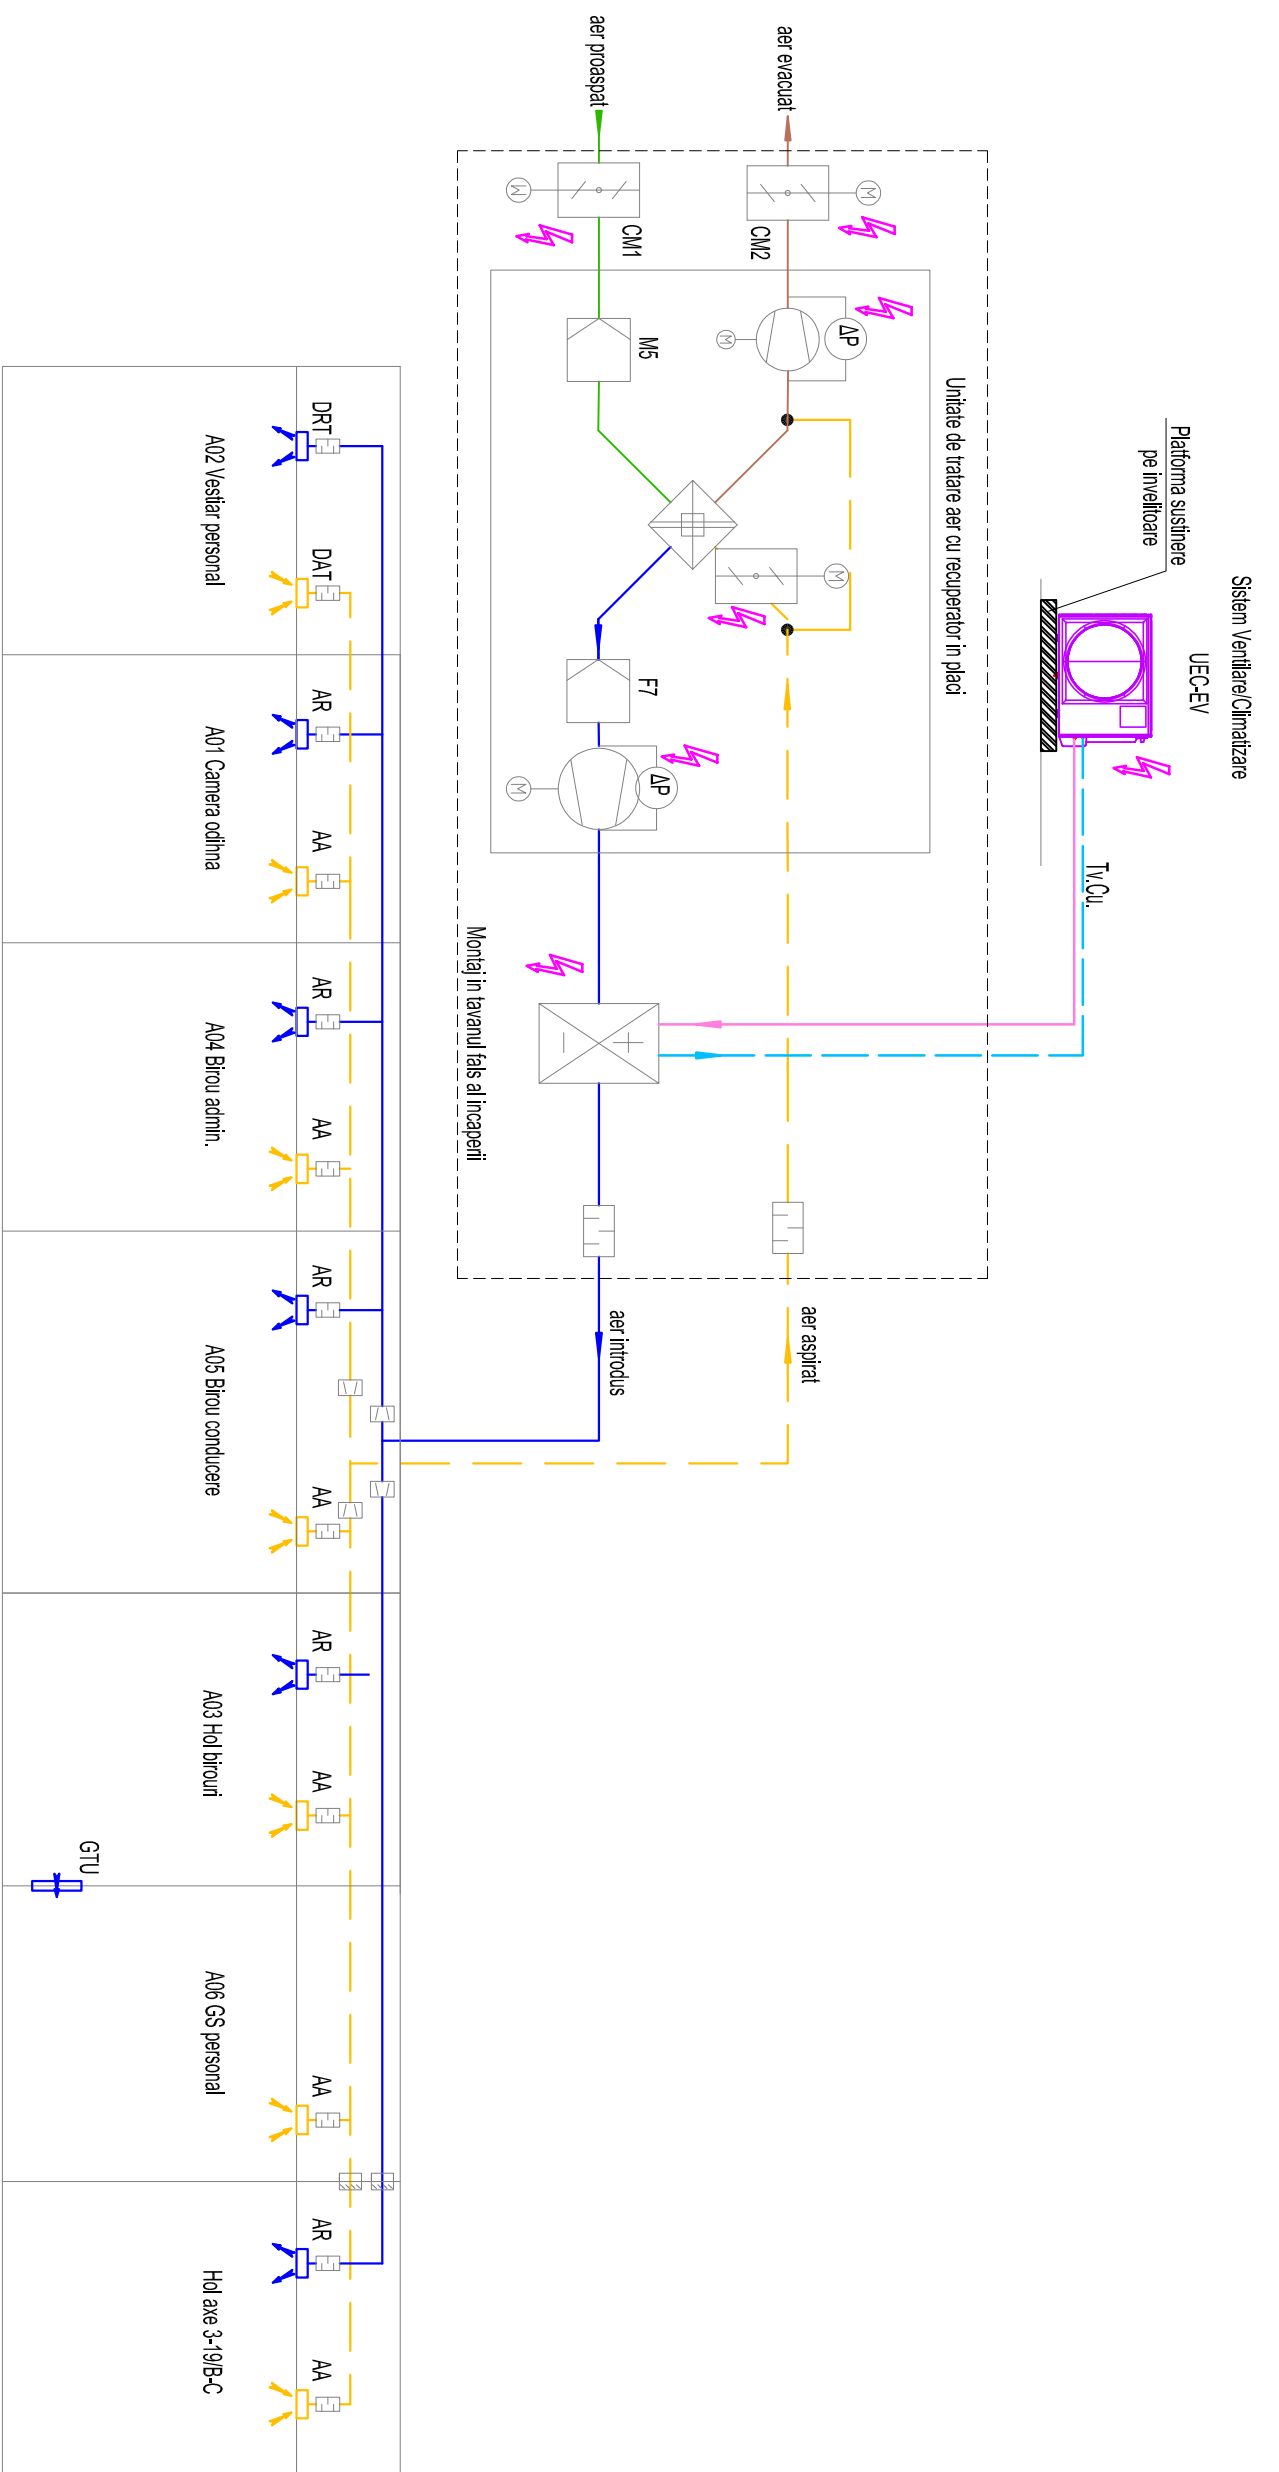 Sistem Ventilare/Climatizare
UEC-EV
Platforma sustinere
pe invelitoare
Tv.Cu.
Unitate de tratare aer cu recuperator in placi
aer evacuat
M
CM2
ΔP
M
M
aer aspirat
aer proaspat
M
CM1
M5
F7
ΔP
M
+
−
aer introdus
Montaj in tavanul fals al incaperii
DRT
DAT
AR
AA
AR
AA
AR
AA
AR
AA
AA
AR
AA
A02 Vestiar personal
A01 Camera odihna
A04 Birou admin.
A05 Birou conducere
A03 Hol birouri
A06 GS personal
Hol axe 3-19/B-C
GTU